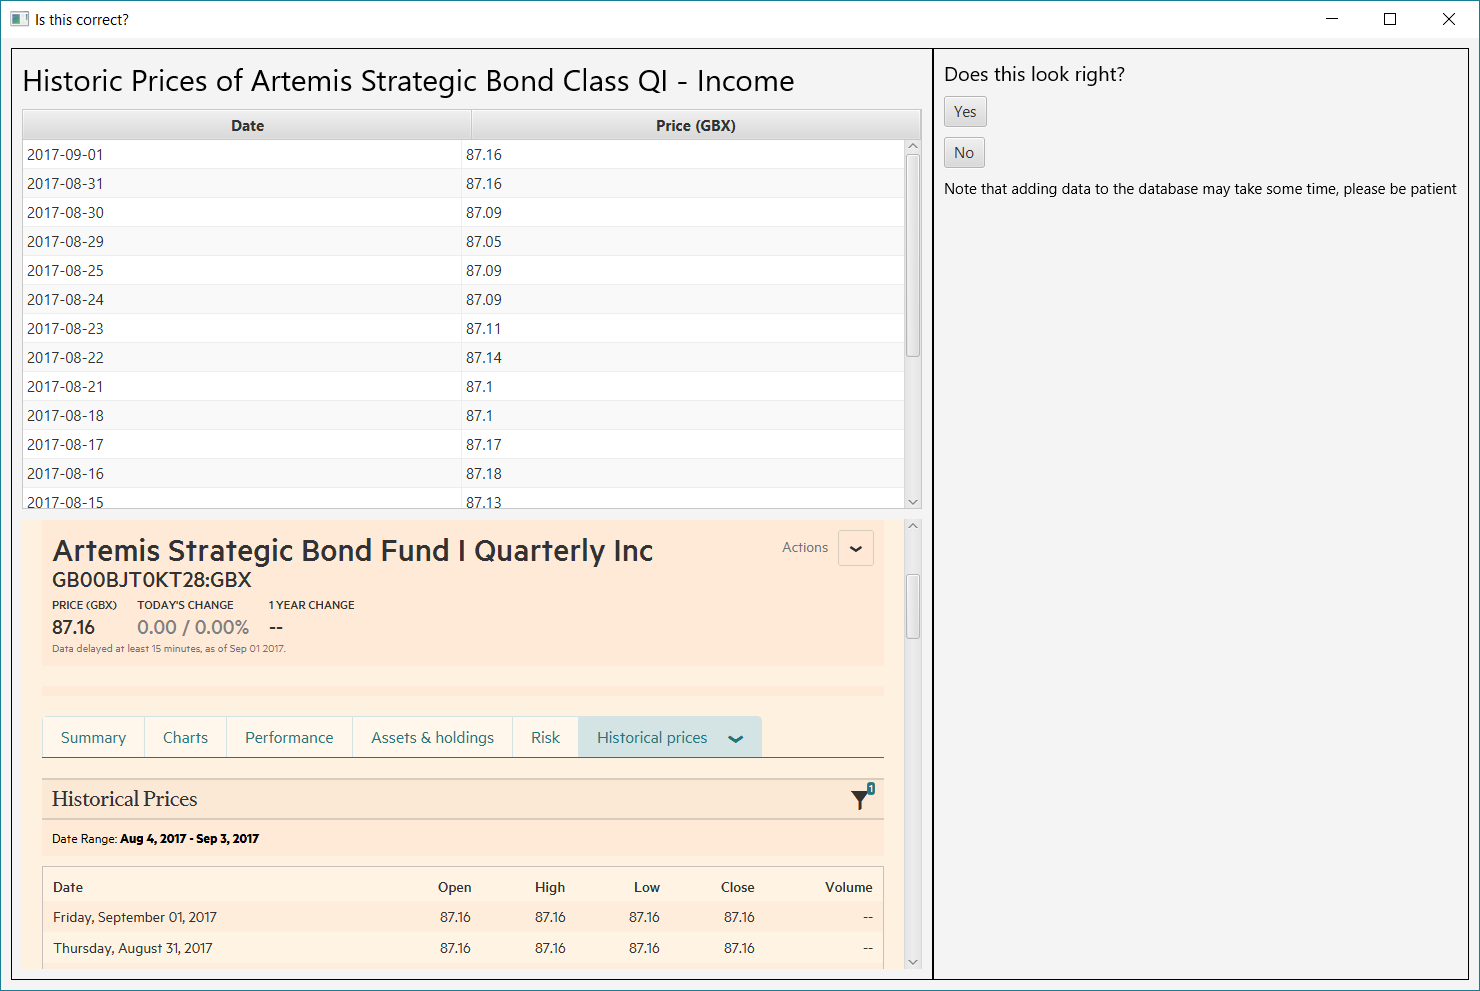 Is this correct?
Historic Prices of Artemis Strategic Bond Class QI - Income
Date Price (GBX)
2017-09-01 87.16
2017-08-31 87.16
2017-08-30 87.09
2017-08-29 87.05
2017-08-25 87.09
2017-08-24 87.09
2017-08-23 87.11
2017-08-22 87.14
2017-08-21 87.1
2017-08-18 87.1
2017-08-17 87.17
2017-08-16 87.18
2017-08-15 87.13
Artemis Strategic Bond Fund I Quarterly Inc
Actions
GB00BJT0KT28:GBX
PRICE (GBX) TODAY'S CHANGE 1 YEAR CHANGE
87.16 0.00 / 0.00% --
Data delayed at least 15 minutes, as of Sep 01 2017.
Summary Charts Performance Assets & holdings Risk Historical prices
Historical Prices
1
Date Range: Aug 4, 2017 - Sep 3, 2017
Date Open High Low Close Volume
Friday, September 01, 2017 87.16 87.16 87.16 87.16 --
Thursday, August 31, 2017 87.16 87.16 87.16 87.16 --
Does this look right?
Yes
No
Note that adding data to the database may take some time, please be patient